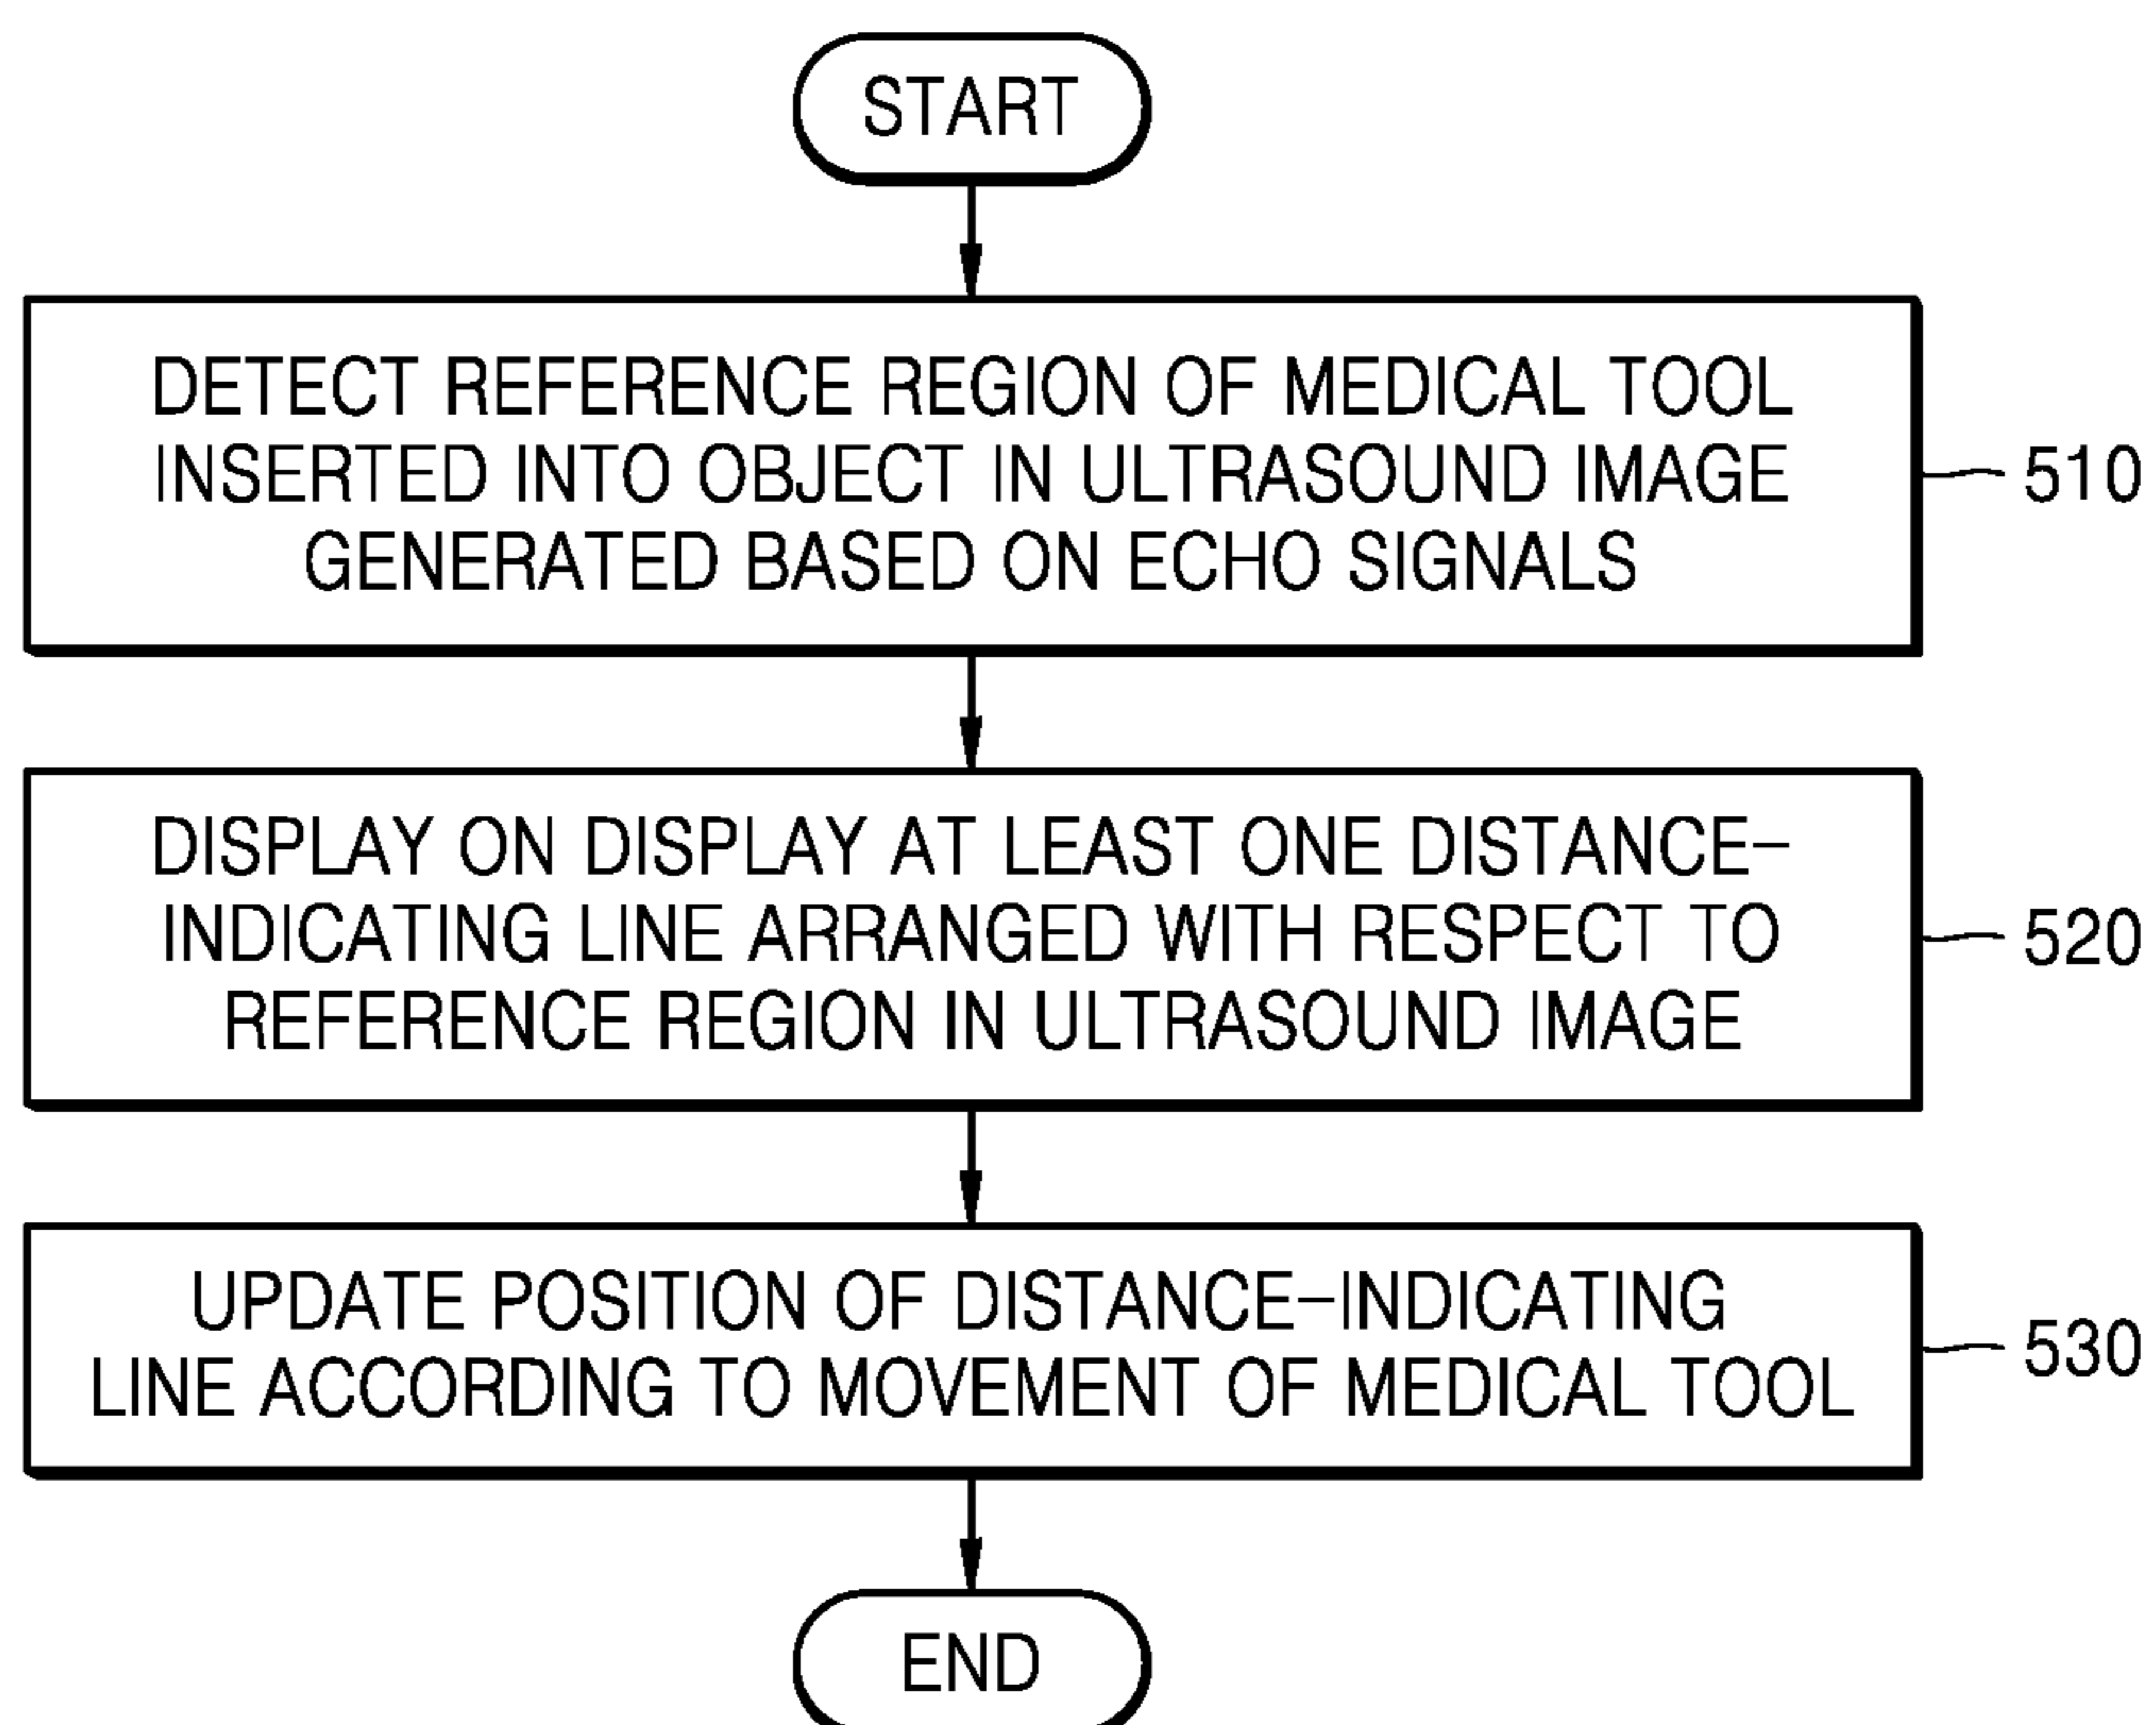 START
DETECT REFERENCE REGION OF MEDICAL TOOL
INSERTED INTO OBJECT IN ULTRASOUND IMAGE
GENERATED BASED ON ECHO SIGNALS
510
DISPLAY ON DISPLAY AT LEAST ONE DISTANCE–
INDICATING LINE ARRANGED WITH RESPECT TO
REFERENCE REGION IN ULTRASOUND IMAGE
520
UPDATE POSITION OF DISTANCE–INDICATING
LINE ACCORDING TO MOVEMENT OF MEDICAL TOOL
530
END